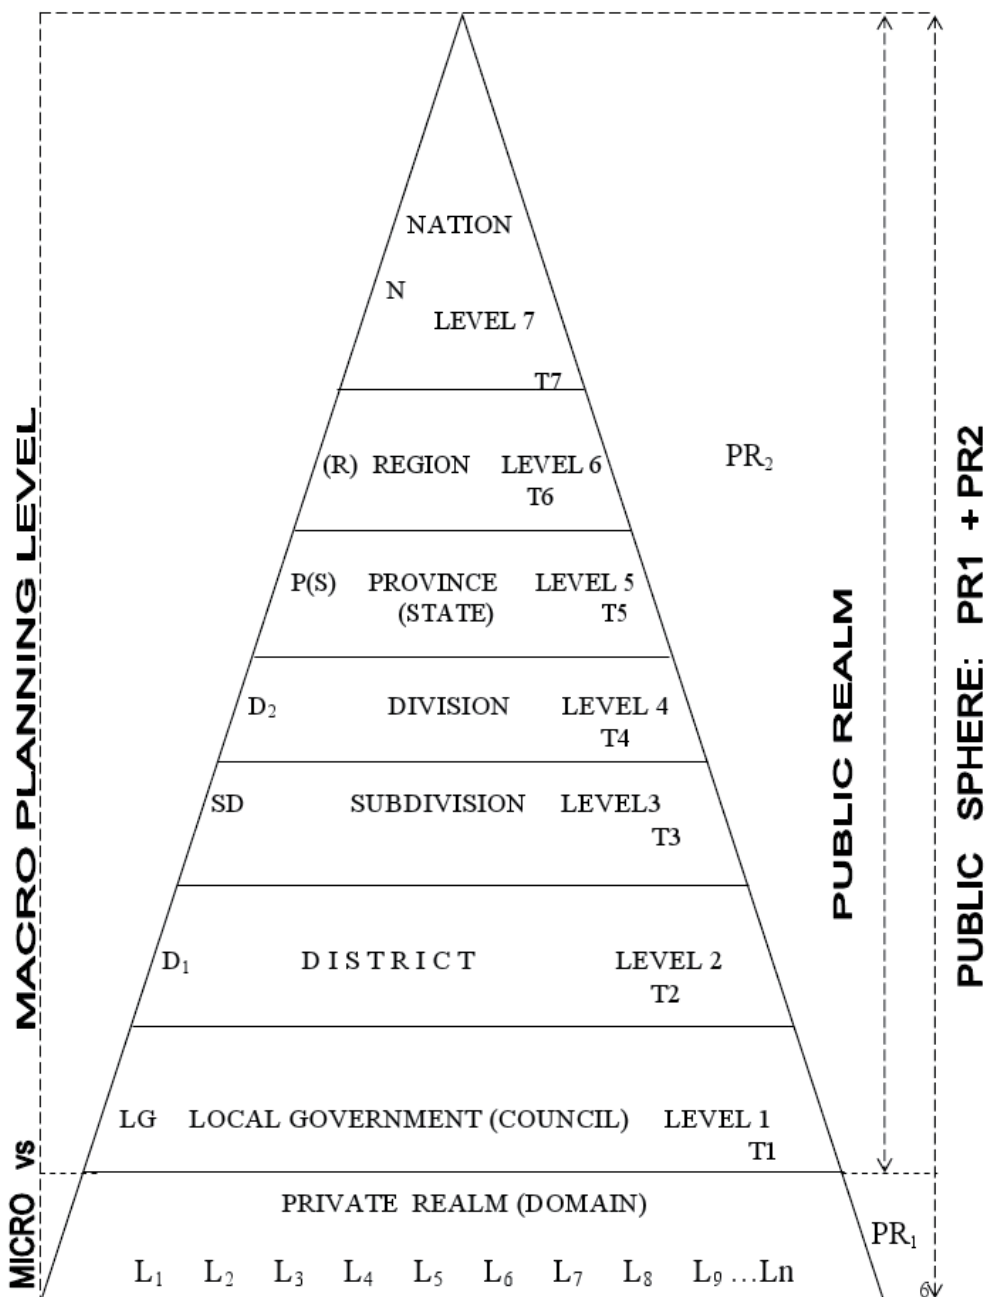 NATION
N
LEVEL 7
T7
(R) REGION LEVEL 6
T6
PR₂
P(S) PROVINCE LEVEL 5
(STATE) T5
D₂ DIVISION LEVEL 4
T4
SD SUBDIVISION LEVEL3
T3
D₁ D I S T R I C T LEVEL 2
T2
LG LOCAL GOVERNMENT (COUNCIL) LEVEL 1
T1
PRIVATE REALM (DOMAIN)
PR₁
L₁ L₂ L₃ L₄ L₅ L₆ L₇ L₈ L₉ ...Ln
6
MICRO vs MACRO PLANNING LEVEL
PUBLIC REALM
PUBLIC SPHERE: PR1 + PR2